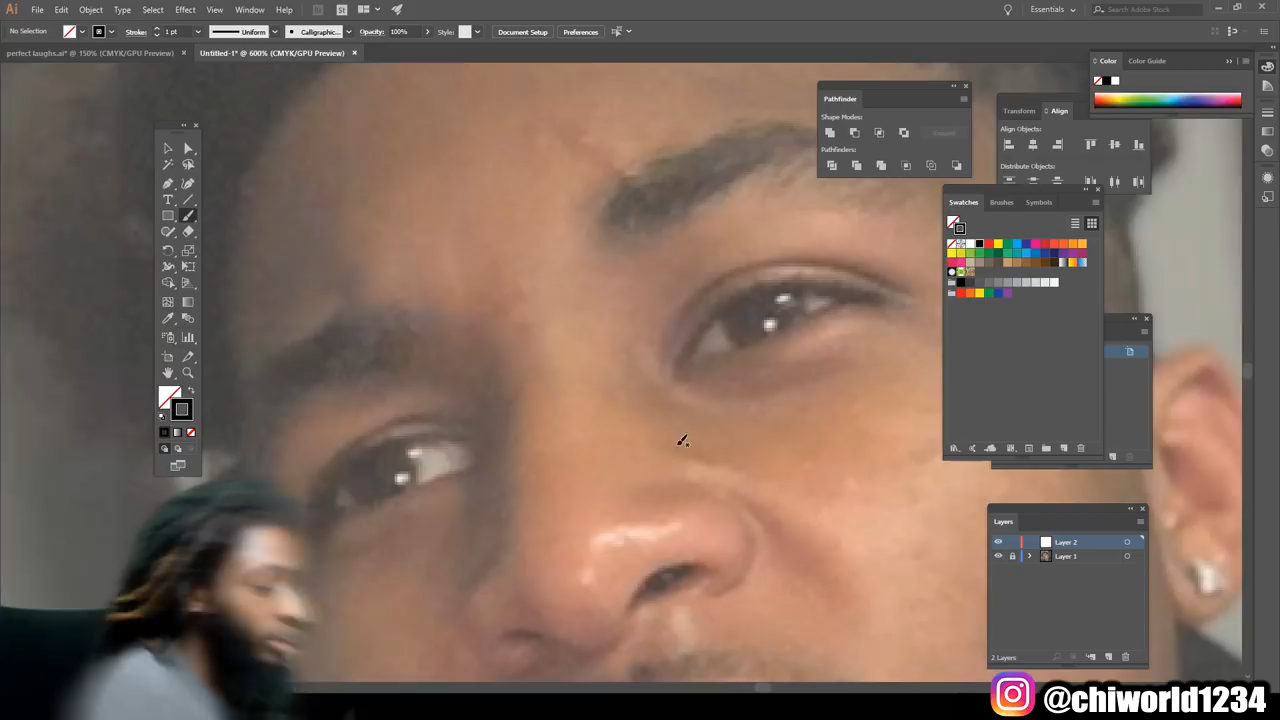 Ai File Edit Object Type Select Effect View Window Help Br St Essentials Search Adobe Stock
No Selection Stroke: 1 pt Uniform Calligraphic... Opacity: 100% Style: Document Setup Preferences
perfect laughs.ai* @ 150% (CMYK/GPU Preview) × Untitled-1* @ 600% (CMYK/GPU Preview) ×
Color Color Guide
Pathfinder
Transform Align
Shape Modes:
Expand
Align Objects:
Pathfinders:
Distribute Objects:
Swatches Brushes Symbols
Layers
Layer 2
Layer 1
2 Layers
@chiworld1234